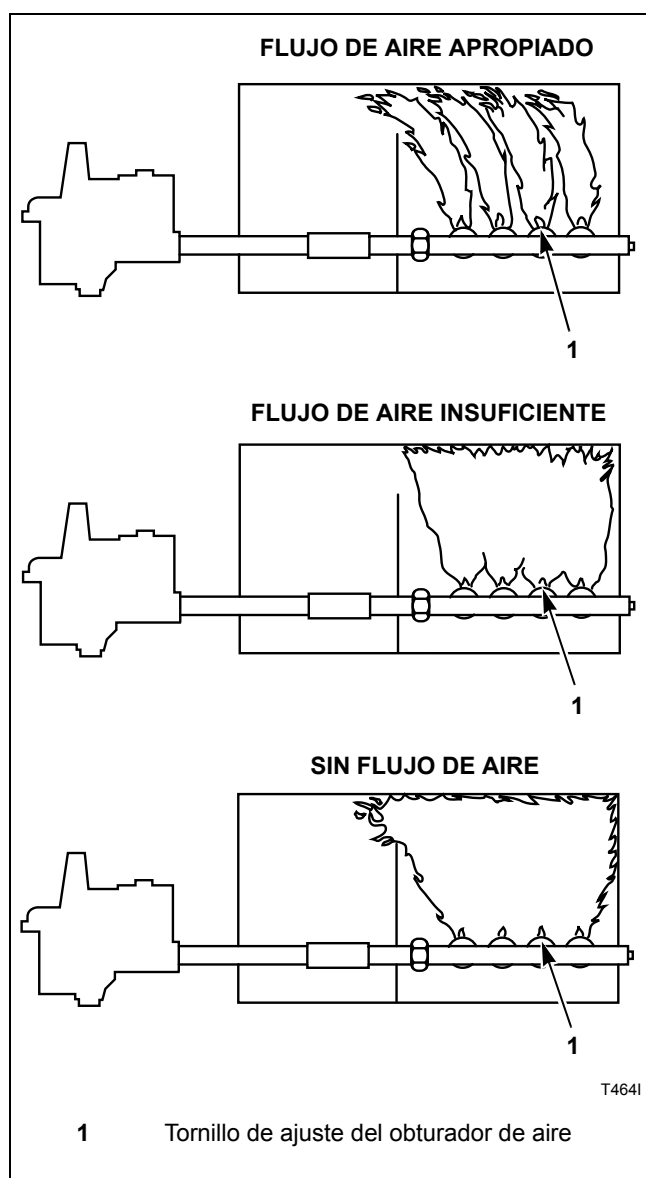 FLUJO DE AIRE APROPIADO
1
FLUJO DE AIRE INSUFICIENTE
1
SIN FLUJO DE AIRE
1
T464I
1 Tornillo de ajuste del obturador de aire